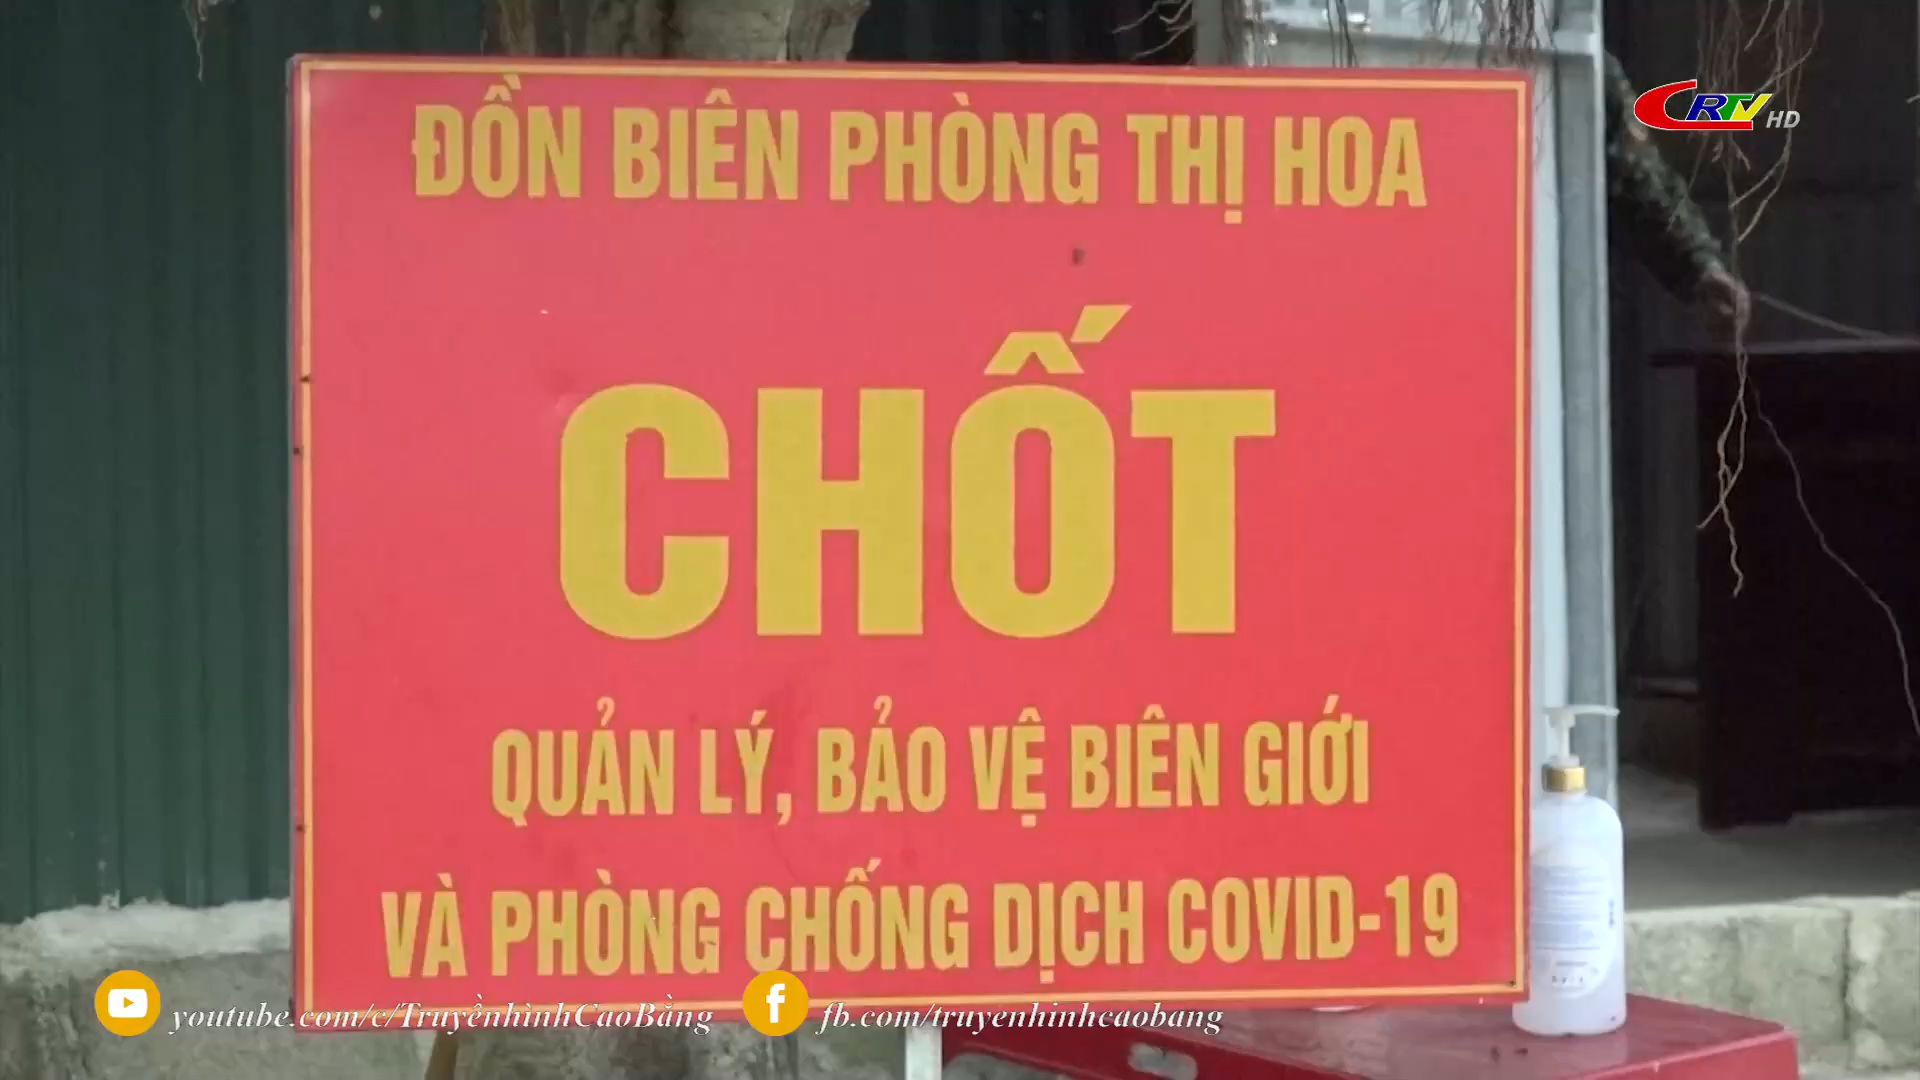 CRTV HD
ĐỒN BIÊN PHÒNG THỊ HOA
CHỐT
QUẢN LÝ, BẢO VỆ BIÊN GIỚI
VÀ PHÒNG CHỐNG DỊCH COVID-19
youtube.com/c/TruyềnhìnhCaoBằng
fb.com/truyenhinhcaobang